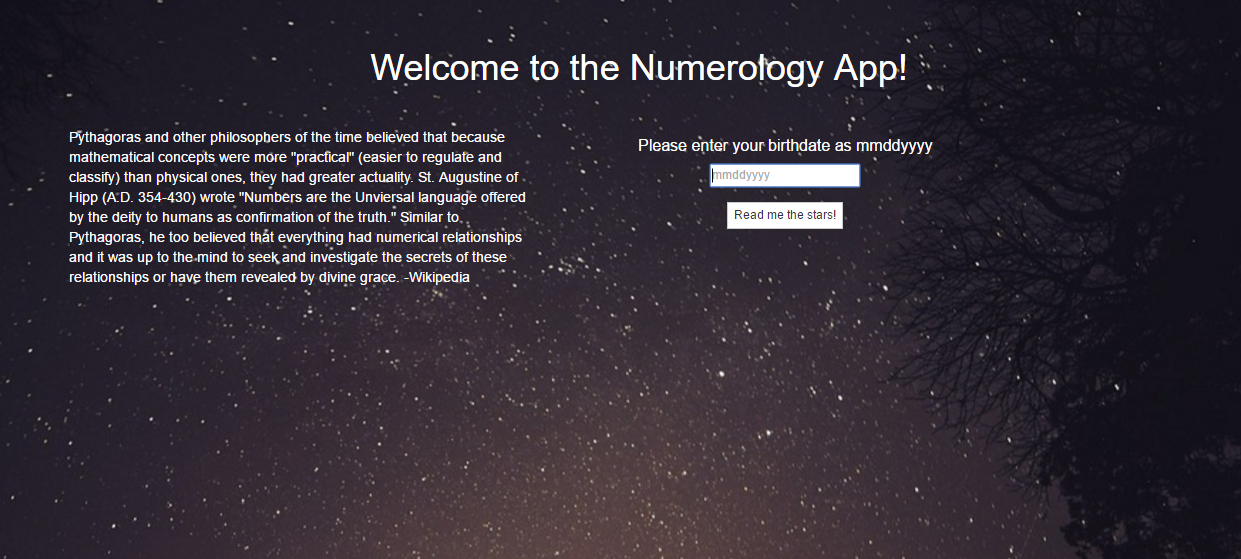 Welcome to the Numerology App!
Pythagoras and other philosophers of the time believed that because
mathematical concepts were more "practical" (easier to regulate and
classify) than physical ones, they had greater actuality. St. Augustine of
Hipp (A.D. 354-430) wrote "Numbers are the Unviersal language offered
by the deity to humans as confirmation of the truth." Similar to
Pythagoras, he too believed that everything had numerical relationships
and it was up to the mind to seek and investigate the secrets of these
relationships or have them revealed by divine grace. -Wikipedia
Please enter your birthdate as mmddyyyy
mmddyyyy
Read me the stars!